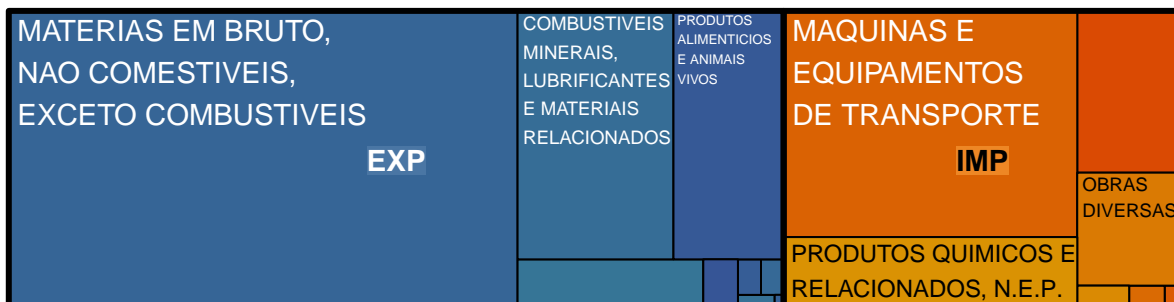 MATERIAS EM BRUTO,
NAO COMESTIVEIS,
EXCETO COMBUSTIVEIS
EXP
COMBUSTIVEIS
MINERAIS,
LUBRIFICANTES
E MATERIAIS
RELACIONADOS
PRODUTOS
ALIMENTICIOS
E ANIMAIS
VIVOS
MAQUINAS E
EQUIPAMENTOS
DE TRANSPORTE
IMP
OBRAS
DIVERSAS
PRODUTOS QUIMICOS E
RELACIONADOS, N.E.P.